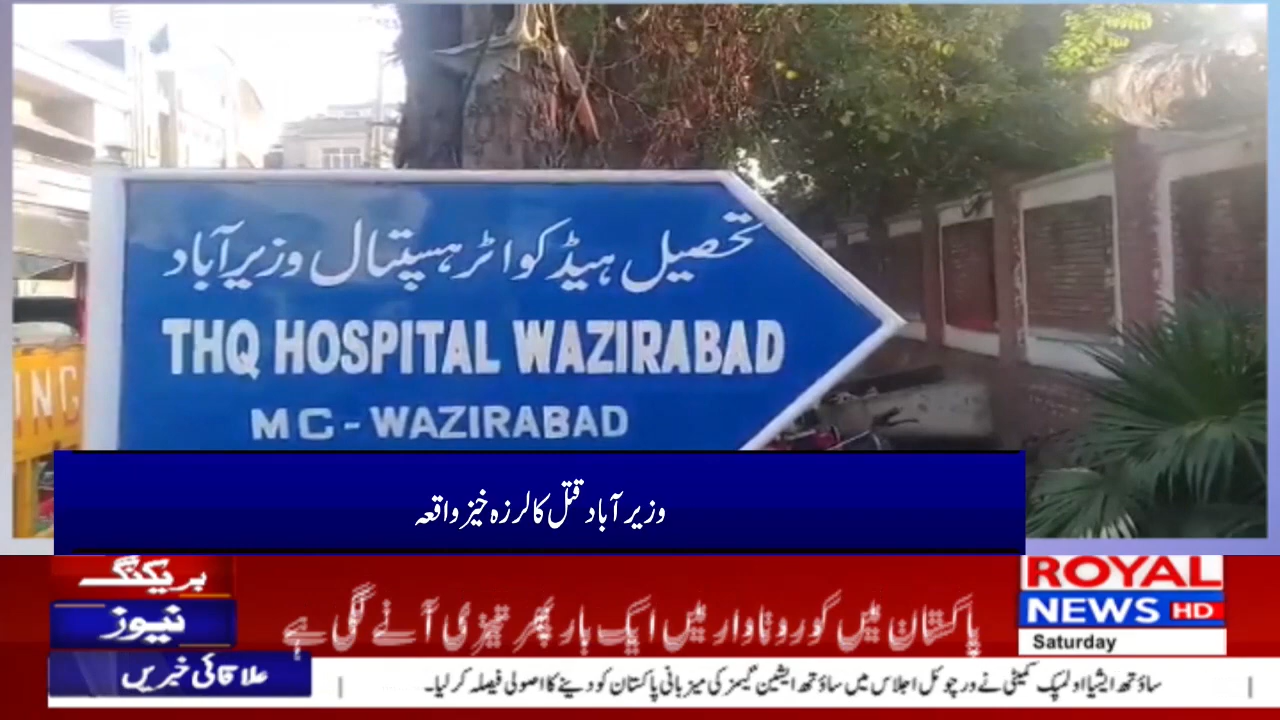 تحصیل ہیڈ کواٹر ہسپتال وزیرآباد
THQ HOSPITAL WAZIRABAD
MC-WAZIRABAD
ING
وزیر آباد قتل کا لرزہ خیز واقعہ
بریکنگ
نیوز
پاکستان میں کورونا وار میں ایک بار پھر تیزی آنے لگی ہے
ROYAL
NEWS HD
Saturday
علاقائی خبریں
ساؤتھ ایشیا اولمپک کمیٹی نے ورچوئل اجلاس میں ساؤتھ ایشین گیمز کی میزبانی پاکستان کو دینے کا اصولی فیصلہ کر لیا۔